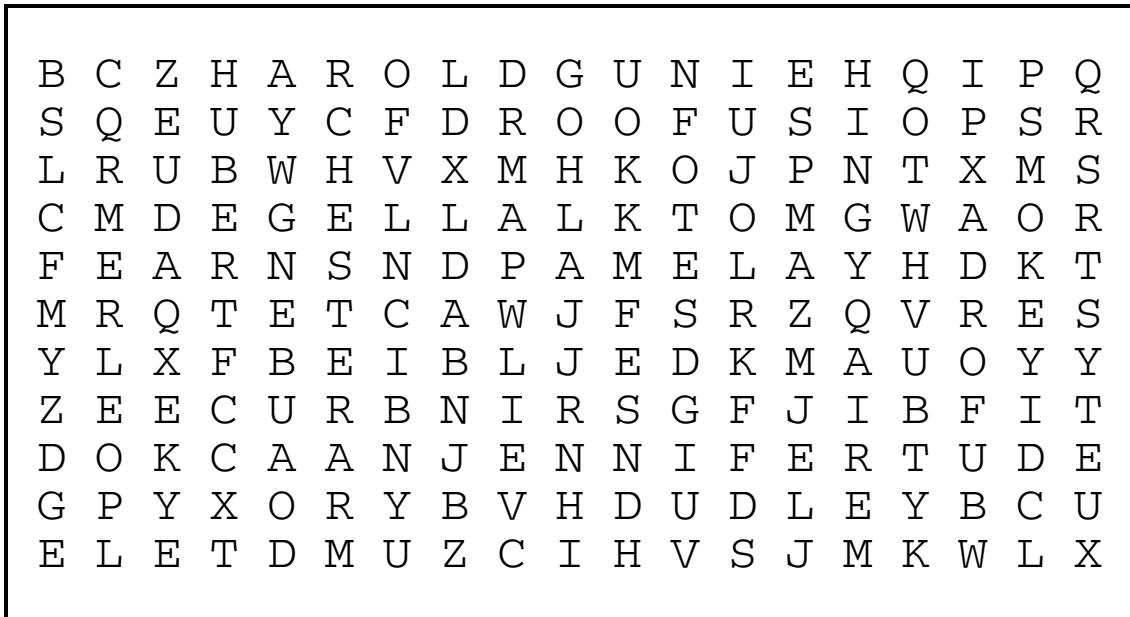 B C Z H A R O L D G U N I E H Q I P Q
S Q E U Y C F D R O O F U S I O P S R
L R U B W H V X M H K O J P N T X M S
C M D E G E L L A L K T O M G W A O R
F E A R N S N D P A M E L A Y H D K T
M R Q T E T C A W J F S R Z Q V R E S
Y L X F B E I B L J E D K M A U O Y Y
Z E E C U R B N I R S G F J I B F I T
D O K C A A N J E N N I F E R T U D E
G P Y X O R Y B V H D U D L E Y B C U
E L E T D M U Z C I H V S J M K W L X